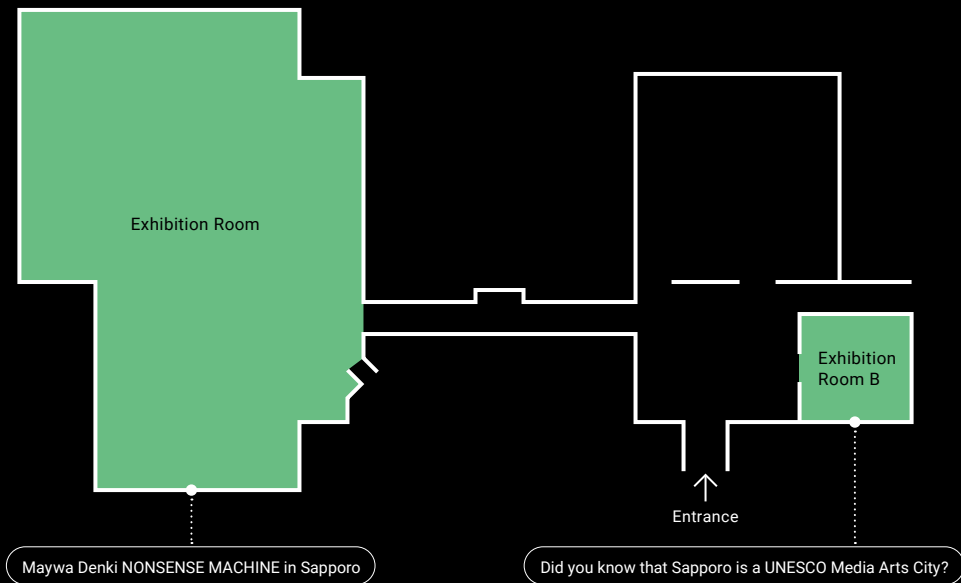 Exhibition Room
Exhibition
Room B
Entrance
Maywa Denki NONSENSE MACHINE in Sapporo
Did you know that Sapporo is a UNESCO Media Arts City?